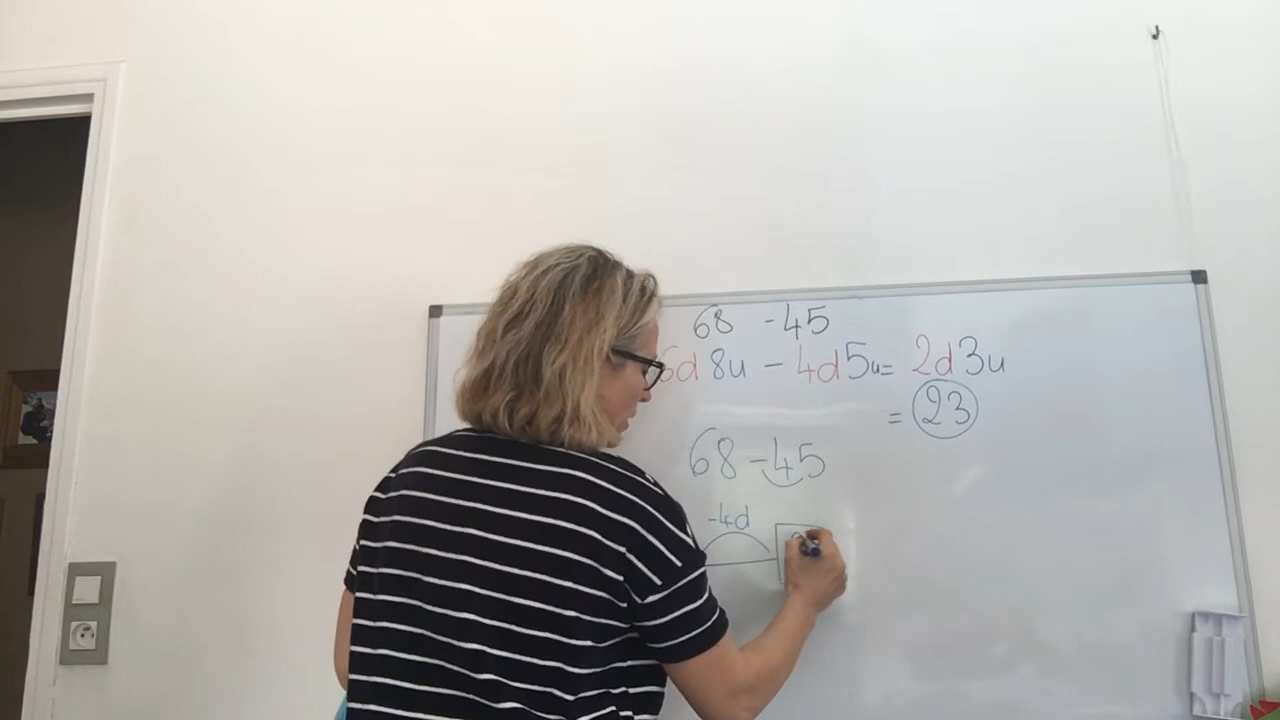 68 -45
6d 8u - 4d 5u = 2d 3u
= 23
68 - 45
-4d